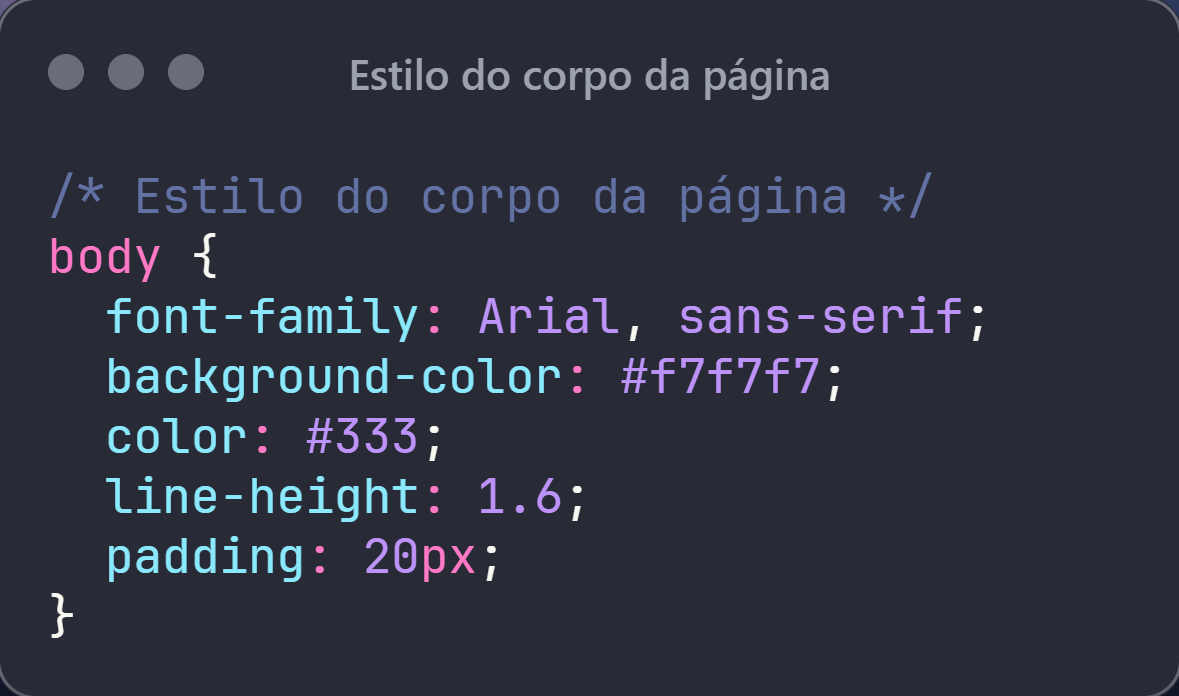 Estilo do corpo da página
/* Estilo do corpo da página */
body {
  font-family: Arial, sans-serif;
  background-color: #f7f7f7;
  color: #333;
  line-height: 1.6;
  padding: 20px;
}